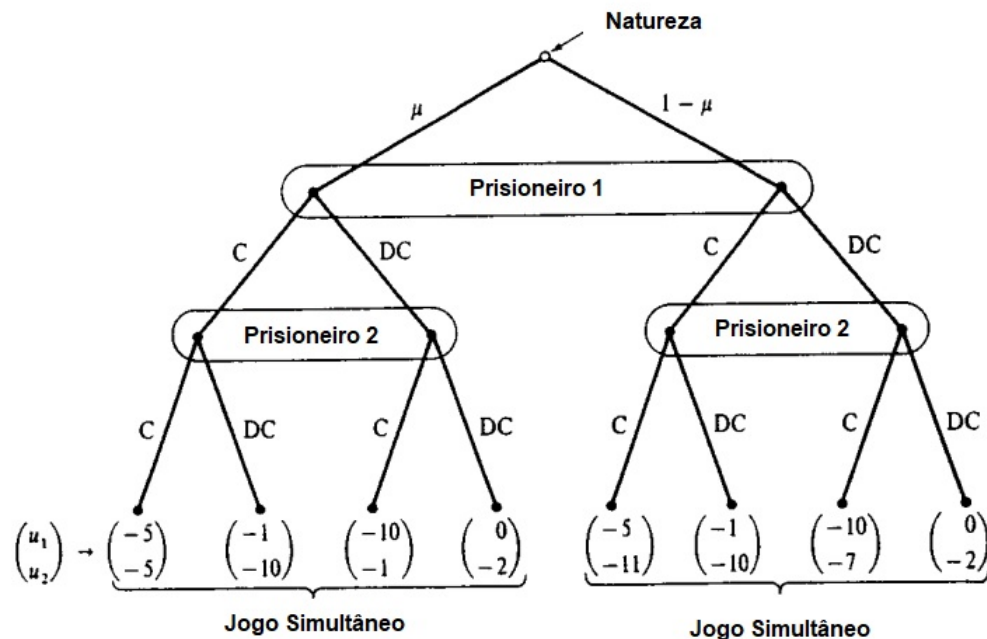 Natureza
μ 1 − μ
Prisioneiro 1
C DC C DC
Prisioneiro 2 Prisioneiro 2
C DC C DC C DC C DC
(u₁ u₂) → (−5 −5) (−1 −10) (−10 −1) (0 −2) (−5 −11) (−1 −10) (−10 −7) (0 −2)
Jogo Simultâneo Jogo Simultâneo